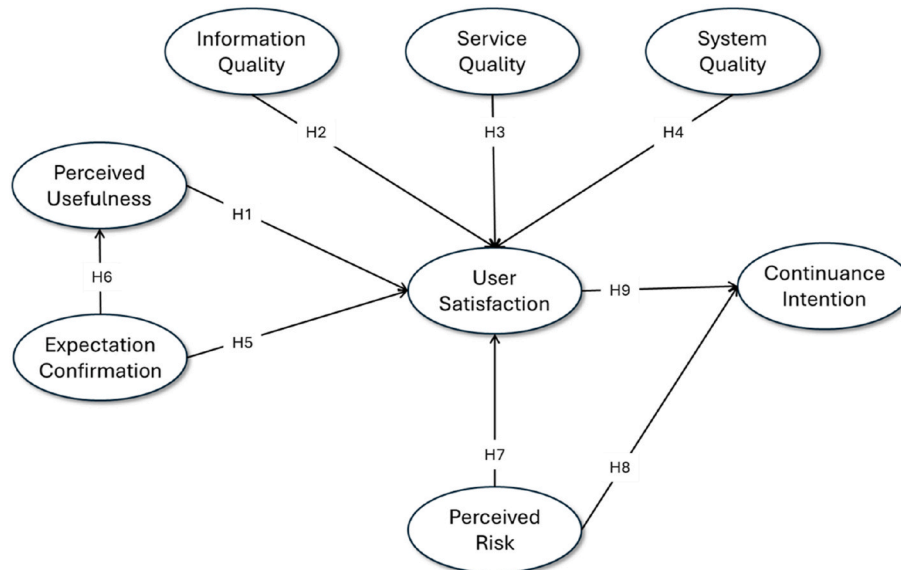 Information
Quality
Service
Quality
System
Quality
H2
H3
H4
Perceived
Usefulness
H1
H6
User
Satisfaction
H9
Continuance
Intention
Expectation
Confirmation
H5
H7
H8
Perceived
Risk